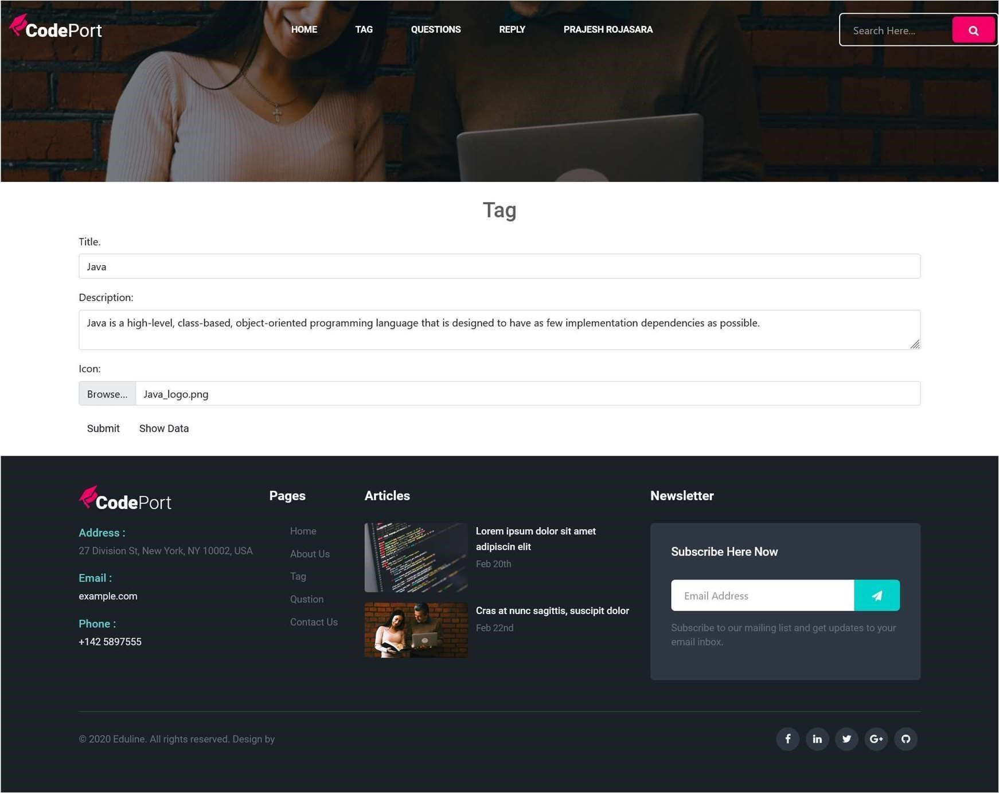 CodePort
HOME TAG QUESTIONS REPLY PRAJESH ROJASARA
Search Here...
Tag
Title.
Java
Description:
Java is a high-level, class-based, object-oriented programming language that is designed to have as few implementation dependencies as possible.
Icon:
Browse... Java_logo.png
Submit Show Data
CodePort
Address :
27 Division St, New York, NY 10002, USA
Email :
example.com
Phone :
+142 5897555
Pages
Home
About Us
Tag
Qustion
Contact Us
Articles
Lorem ipsum dolor sit amet
adipiscin elit
Feb 20th
Cras at nunc sagittis, suscipit dolor
Feb 22nd
Newsletter
Subscribe Here Now
Email Address
Subscribe to our mailing list and get updates to your
email inbox.
© 2020 Eduline. All rights reserved. Design by